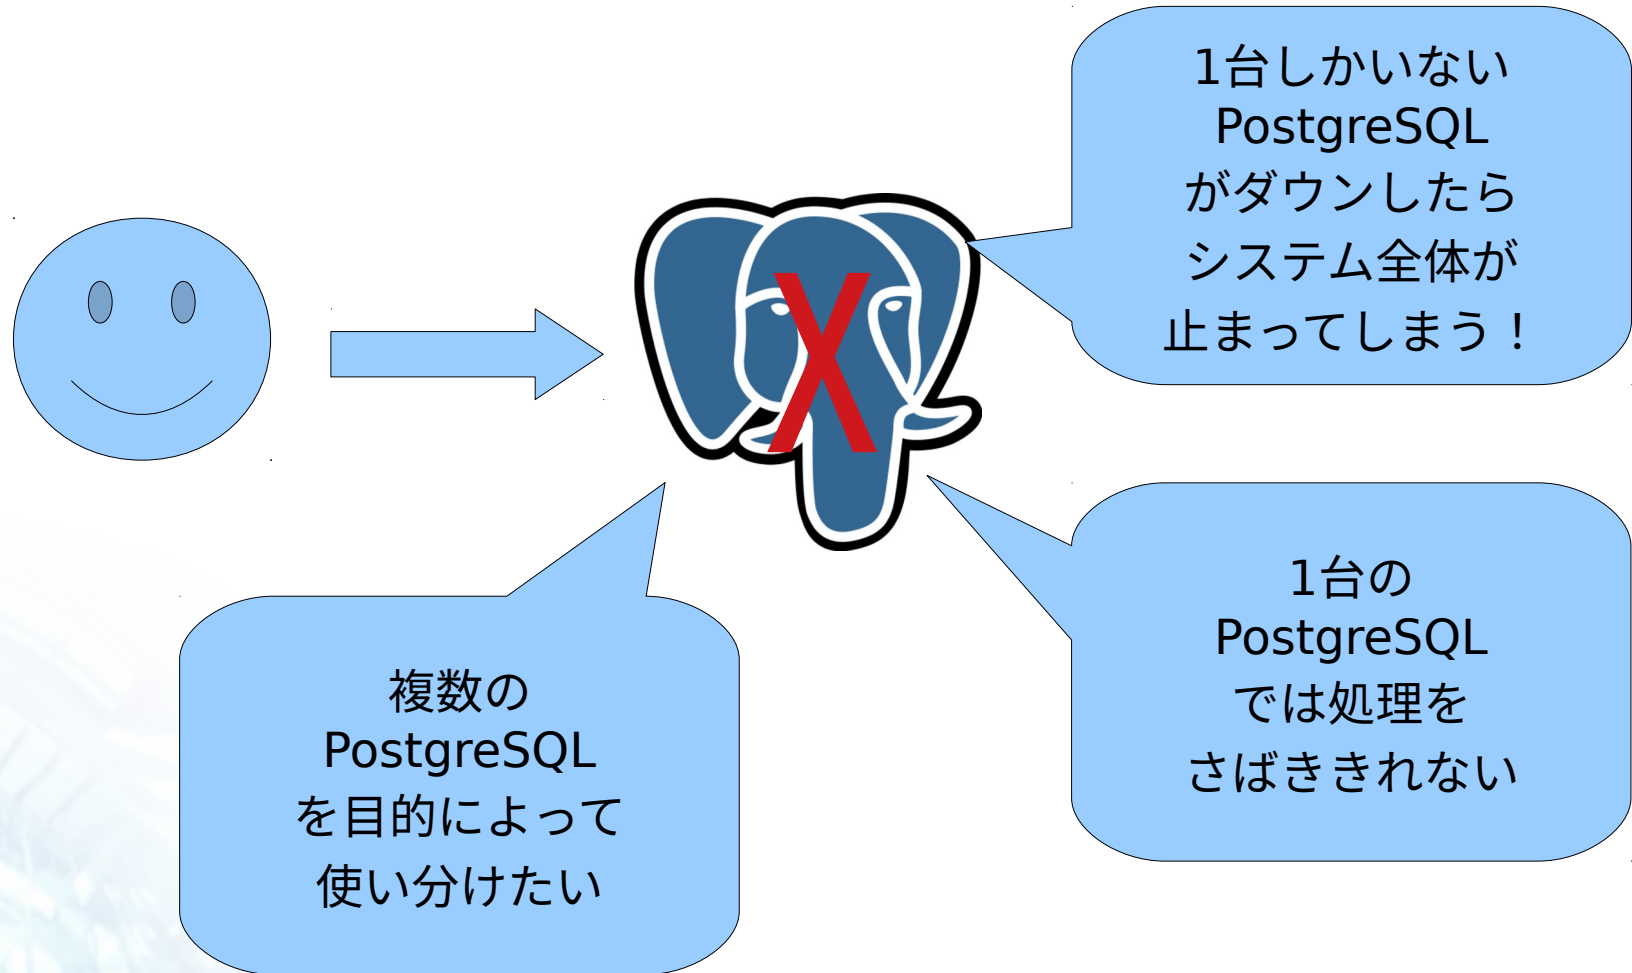 1台しかいない
PostgreSQL
がダウンしたら
システム全体が
止まってしまう！
X
1台の
PostgreSQL
では処理を
さばききれない
複数の
PostgreSQL
を目的によって
使い分けたい